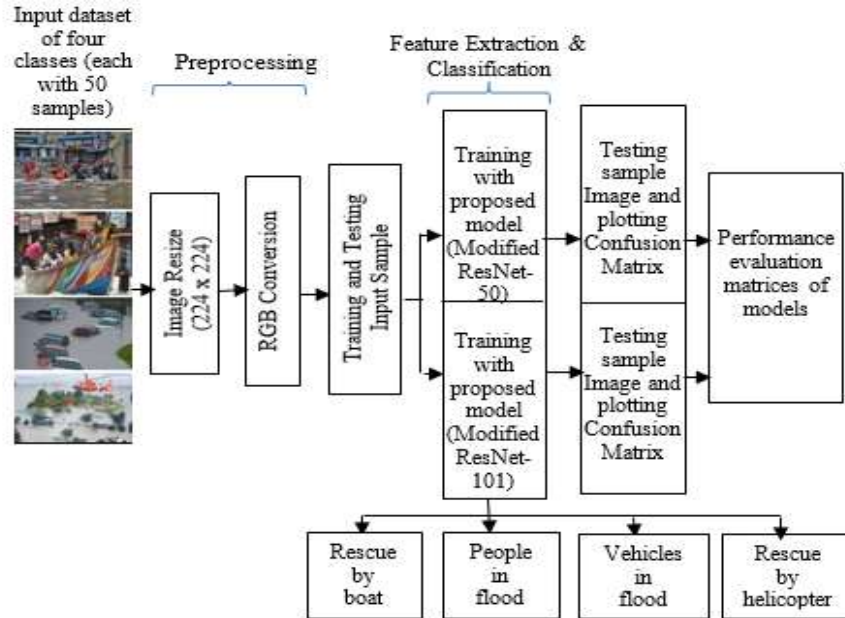 Input dataset
of four
classes (each
with 50
samples)
Preprocessing
Feature Extraction &
Classification
Image Resize
(224 x 224)
RGB Conversion
Training and Testing
Input Sample
Training
with
proposed
model
(Modified
ResNet-
50)
Training
with
proposed
model
(Modified
ResNet-
101)
Testing
sample
Image and
plotting
Confusion
Matrix
Testing
sample
Image and
plotting
Confusion
Matrix
Performance
evaluation
matrices of
models
Rescue
by
boat
People
in
flood
Vehicles
in
flood
Rescue
by
helicopter